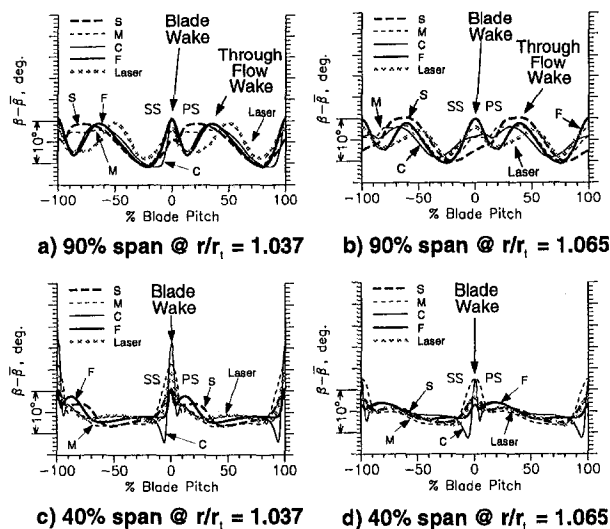 S
M
C
F
Laser
Blade
Wake
Through
Flow
Wake
S
F
SS
PS
Laser
M
C
β-β̄, deg.
10°
-100
-50
0
50
100
% Blade Pitch
a) 90% span @ r/rₜ = 1.037
S
M
C
F
Laser
Blade
Wake
Through
Flow
Wake
M
S
SS
PS
F
C
Laser
β-β̄, deg.
10°
-100
-50
0
50
100
% Blade Pitch
b) 90% span @ r/rₜ = 1.065
S
M
C
F
Laser
Blade
Wake
F
SS
PS
S
Laser
M
C
β-β̄, deg.
10°
-100
-50
0
50
100
% Blade Pitch
c) 40% span @ r/rₜ = 1.037
S
M
C
F
Laser
Blade
Wake
SS
PS
F
S
M
C
Laser
β-β̄, deg.
10°
-100
-50
0
50
100
% Blade Pitch
d) 40% span @ r/rₜ = 1.065